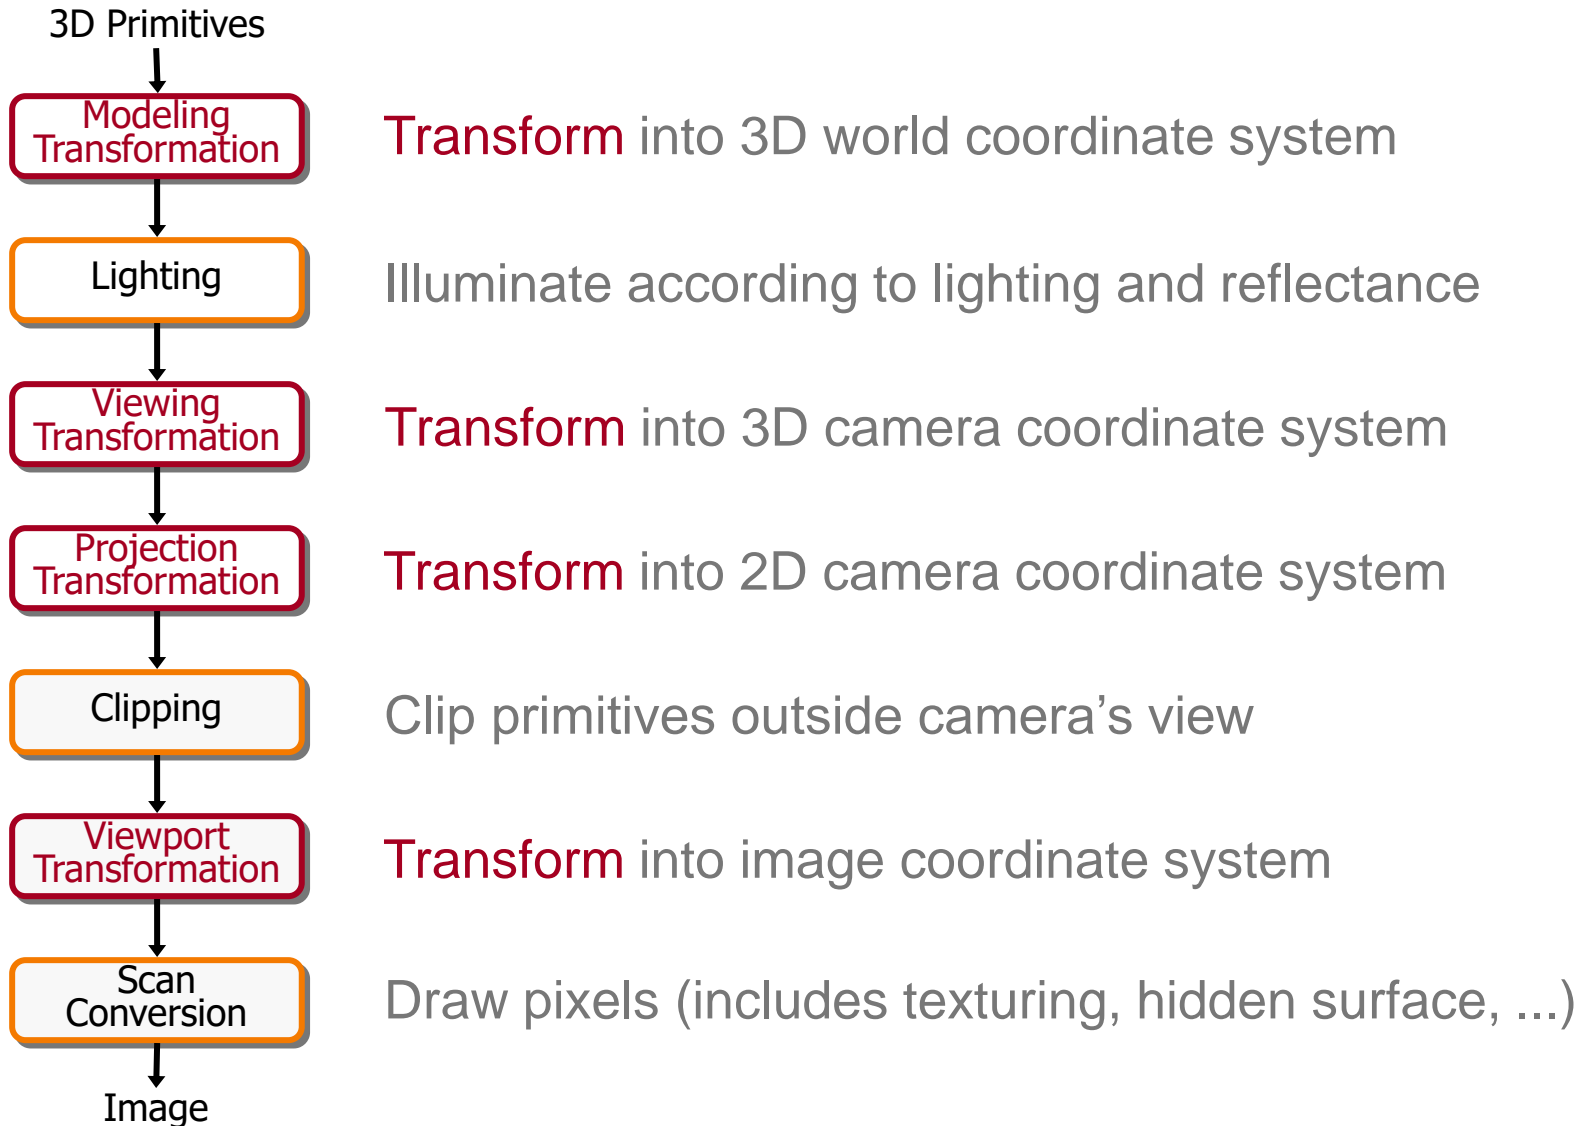 3D Primitives
Modeling
Transformation
Transform into 3D world coordinate system
Lighting
Illuminate according to lighting and reflectance
Viewing
Transformation
Transform into 3D camera coordinate system
Projection
Transformation
Transform into 2D camera coordinate system
Clipping
Clip primitives outside camera’s view
Viewport
Transformation
Transform into image coordinate system
Scan
Conversion
Draw pixels (includes texturing, hidden surface, ...)
Image